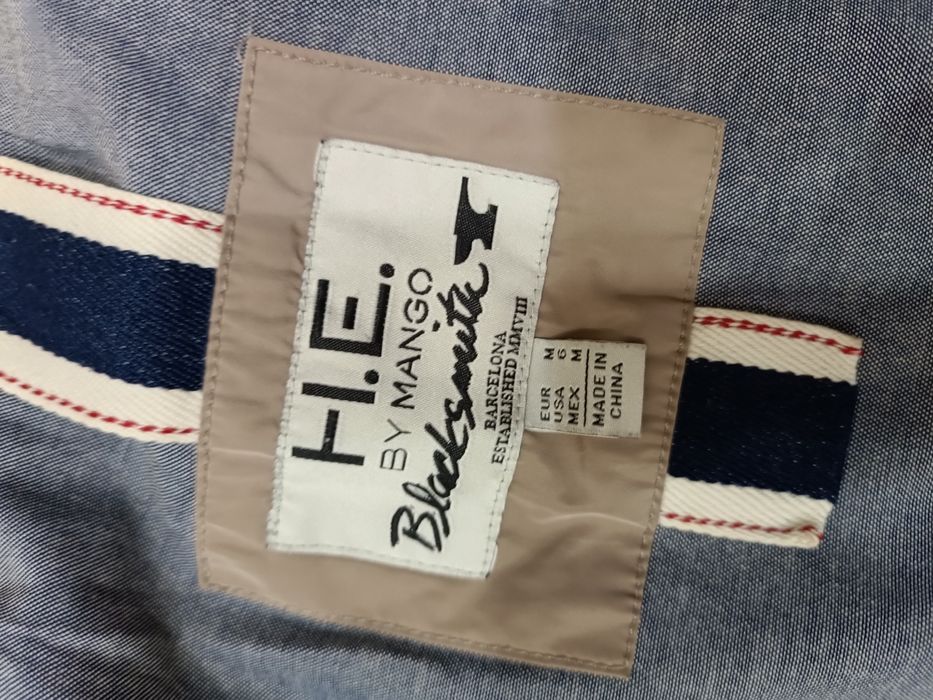 H.E.
BY MANGO
Blacksmith
BARCELONA
ESTABLISHED MMVIII
EUR M
USA 6
MEX M
MADE IN
CHINA